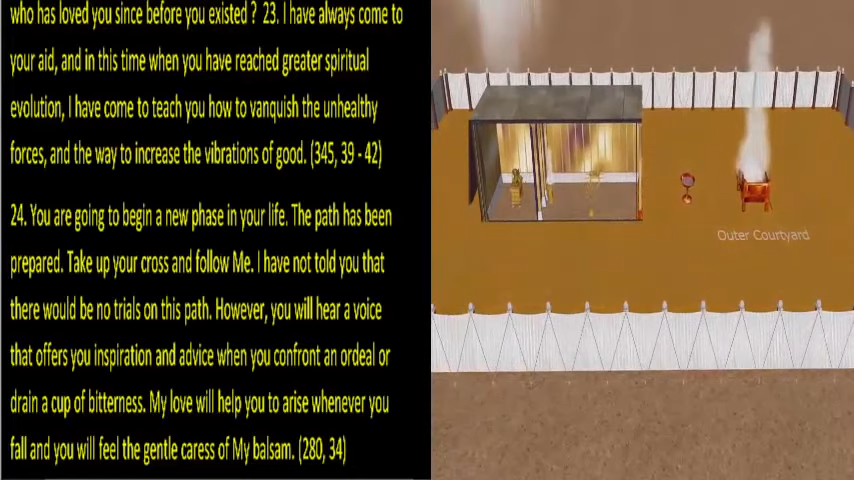 who has loved you since before you existed ? 23. I have always come to
your aid, and in this time when you have reached greater spiritual
evolution, I have come to teach you how to vanquish the unhealthy
forces, and the way to increase the vibrations of good. (345, 39 - 42)
24. You are going to begin a new phase in your life. The path has been
prepared. Take up your cross and follow Me. I have not told you that
there would be no trials on this path. However, you will hear a voice
that offers you inspiration and advice when you confront an ordeal or
drain a cup of bitterness. My love will help you to arise whenever you
fall and you will feel the gentle caress of My balsam. (280, 34)
Outer Courtyard